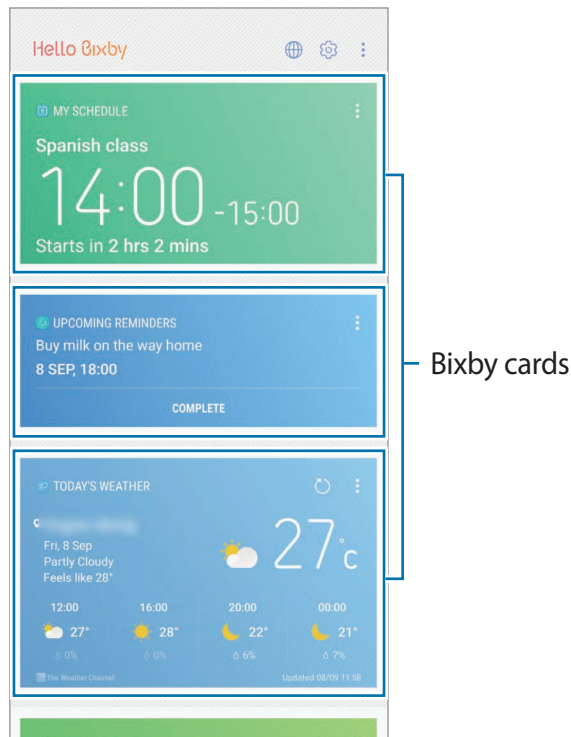 Hello Bixby
MY SCHEDULE
Spanish class
14:00 -15:00
Starts in 2 hrs 2 mins
UPCOMING REMINDERS
Buy milk on the way home
8 SEP, 18:00
COMPLETE
Bixby cards
TODAY'S WEATHER
27°c
Fri, 8 Sep
Partly Cloudy
Feels like 28°
12:00 16:00 20:00 00:00
27° 28° 22° 21°
0% 0% 6% 7%
The Weather Channel Updated 08/09 11:58